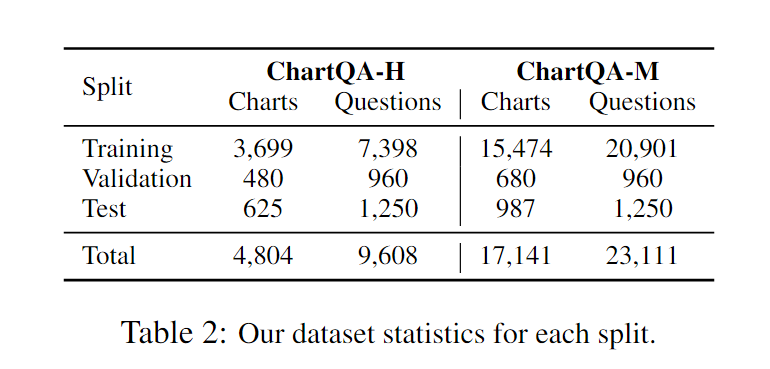 Split ChartQA-H ChartQA-M
Charts Questions Charts Questions
Training 3,699 7,398 15,474 20,901
Validation 480 960 680 960
Test 625 1,250 987 1,250
Total 4,804 9,608 17,141 23,111
Table 2: Our dataset statistics for each split.